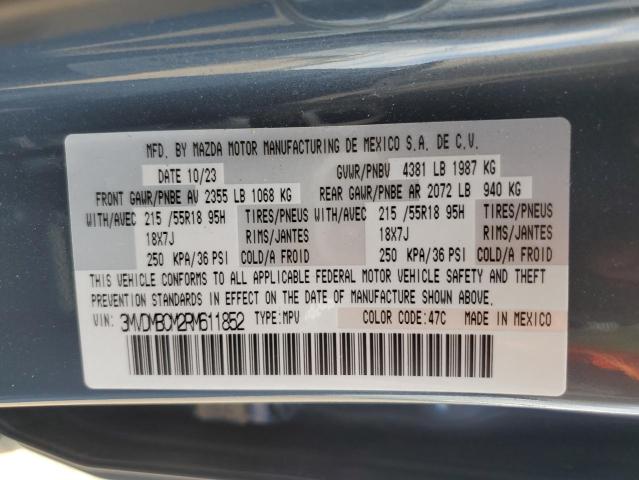 MFD. BY MAZDA MOTOR MANUFACTURING DE MEXICO S.A. DE C.V.
DATE 10/23 GVWR/PNBV 4381 LB 1987 KG
FRONT GAWR/PNBE AV 2355 LB 1068 KG REAR GAWR/PNBE AR 2072 LB 940 KG
WITH/AVEC 215 /55R18 95H TIRES/PNEUS WITH/AVEC 215 /55R18 95H TIRES/PNEUS
18X7J RIMS/JANTES 18X7J RIMS/JANTES
250 KPA/36 PSI COLD/A FROID 250 KPA/36 PSI COLD/A FROID
THIS VEHICLE CONFORMS TO ALL APPLICABLE FEDERAL MOTOR VEHICLE SAFETY AND THEFT
PREVENTION STANDARDS IN EFFECT ON THE DATE OF MANUFACTURE SHOWN ABOVE.
VIN: 3MVDMBCM2RM611852 TYPE:MPV COLOR CODE:47C MADE IN MEXICO